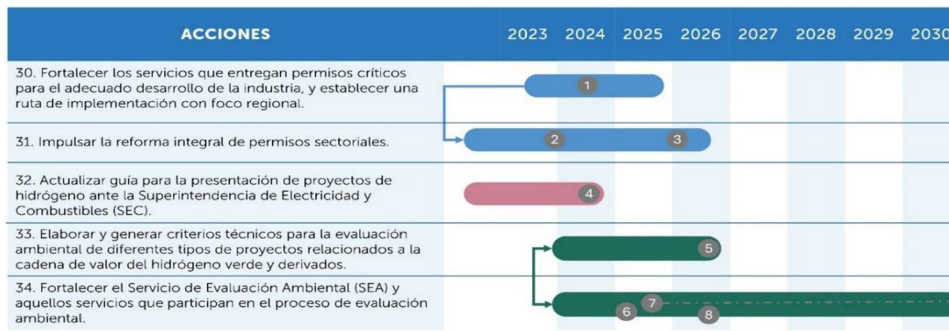 ACCIONES 2023 2024 2025 2026 2027 2028 2029 2030
30. Fortalecer los servicios que entregan permisos críticos
para el adecuado desarrollo de la industria, y establecer una
ruta de implementación con foco regional.
1
31. Impulsar la reforma integral de permisos sectoriales.
2 3
32. Actualizar guía para la presentación de proyectos de
hidrógeno ante la Superintendencia de Electricidad y
Combustibles (SEC).
4
33. Elaborar y generar criterios técnicos para la evaluación
ambiental de diferentes tipos de proyectos relacionados a la
cadena de valor del hidrógeno verde y derivados.
5
34. Fortalecer el Servicio de Evaluación Ambiental (SEA) y
aquellos servicios que participan en el proceso de evaluación
ambiental.
6 7 8